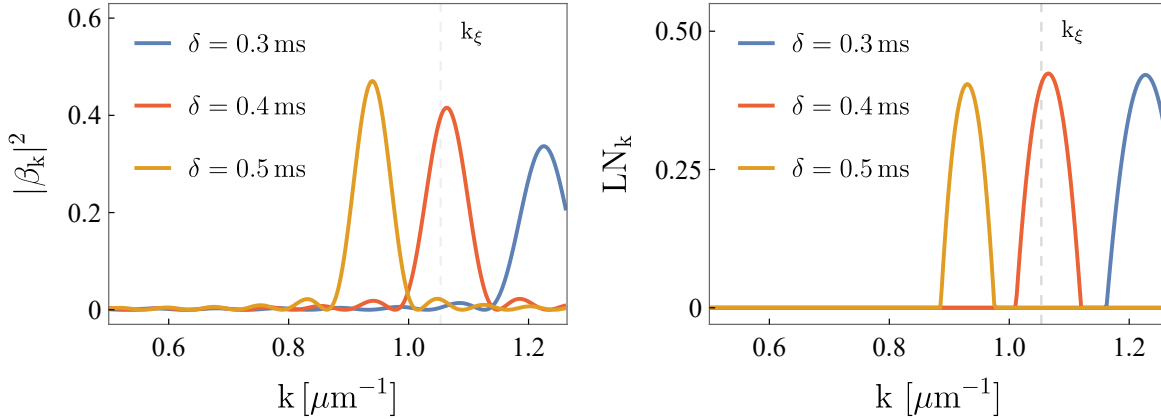 0.6
0.4
0.2
0
|β_k|²
δ = 0.3 ms
δ = 0.4 ms
δ = 0.5 ms
k_ξ
0.6 0.8 1.0 1.2
k [μm⁻¹]
0.50
0.25
0
LN_k
δ = 0.3 ms
δ = 0.4 ms
δ = 0.5 ms
k_ξ
0.6 0.8 1.0 1.2
k [μm⁻¹]